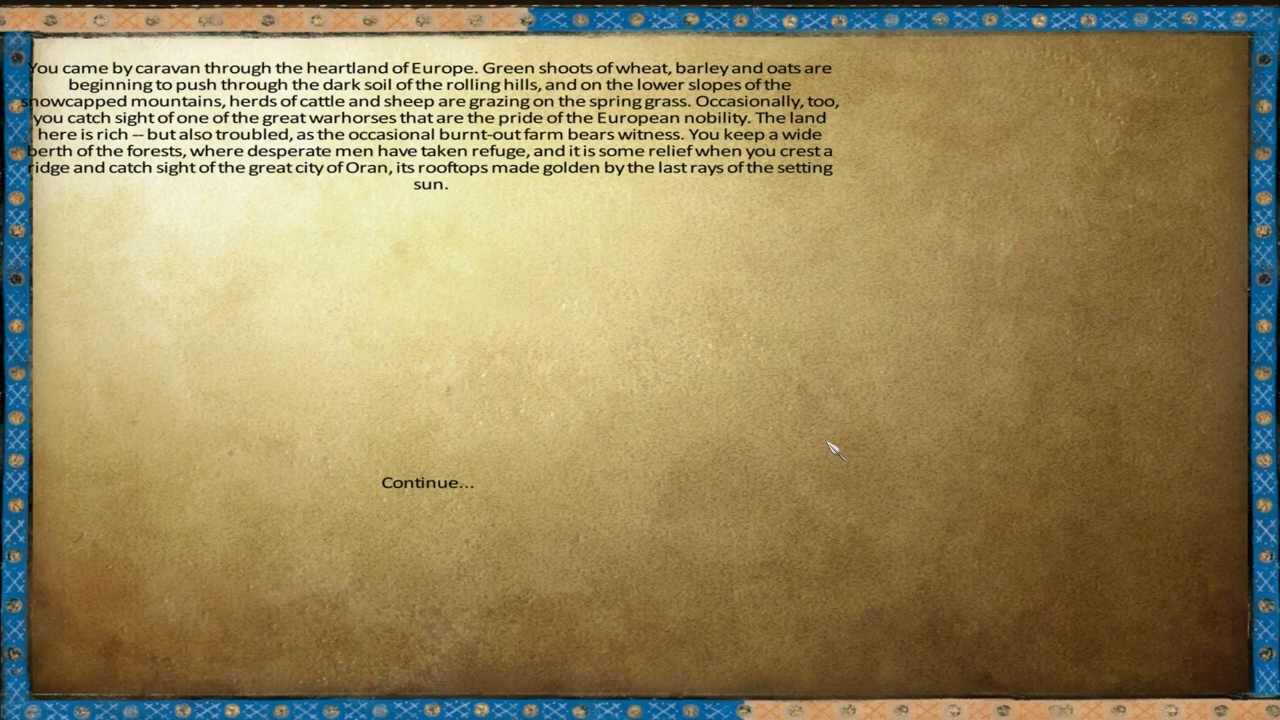 You came by caravan through the heartland of Europe. Green shoots of wheat, barley and oats are
beginning to push through the dark soil of the rolling hills, and on the lower slopes of the
snowcapped mountains, herds of cattle and sheep are grazing on the spring grass. Occasionally, too,
you catch sight of one of the great warhorses that are the pride of the European nobility. The land
here is rich -- but also troubled, as the occasional burnt-out farm bears witness. You keep a wide
berth of the forests, where desperate men have taken refuge, and it is some relief when you crest a
ridge and catch sight of the great city of Oran, its rooftops made golden by the last rays of the setting
sun.
Continue...